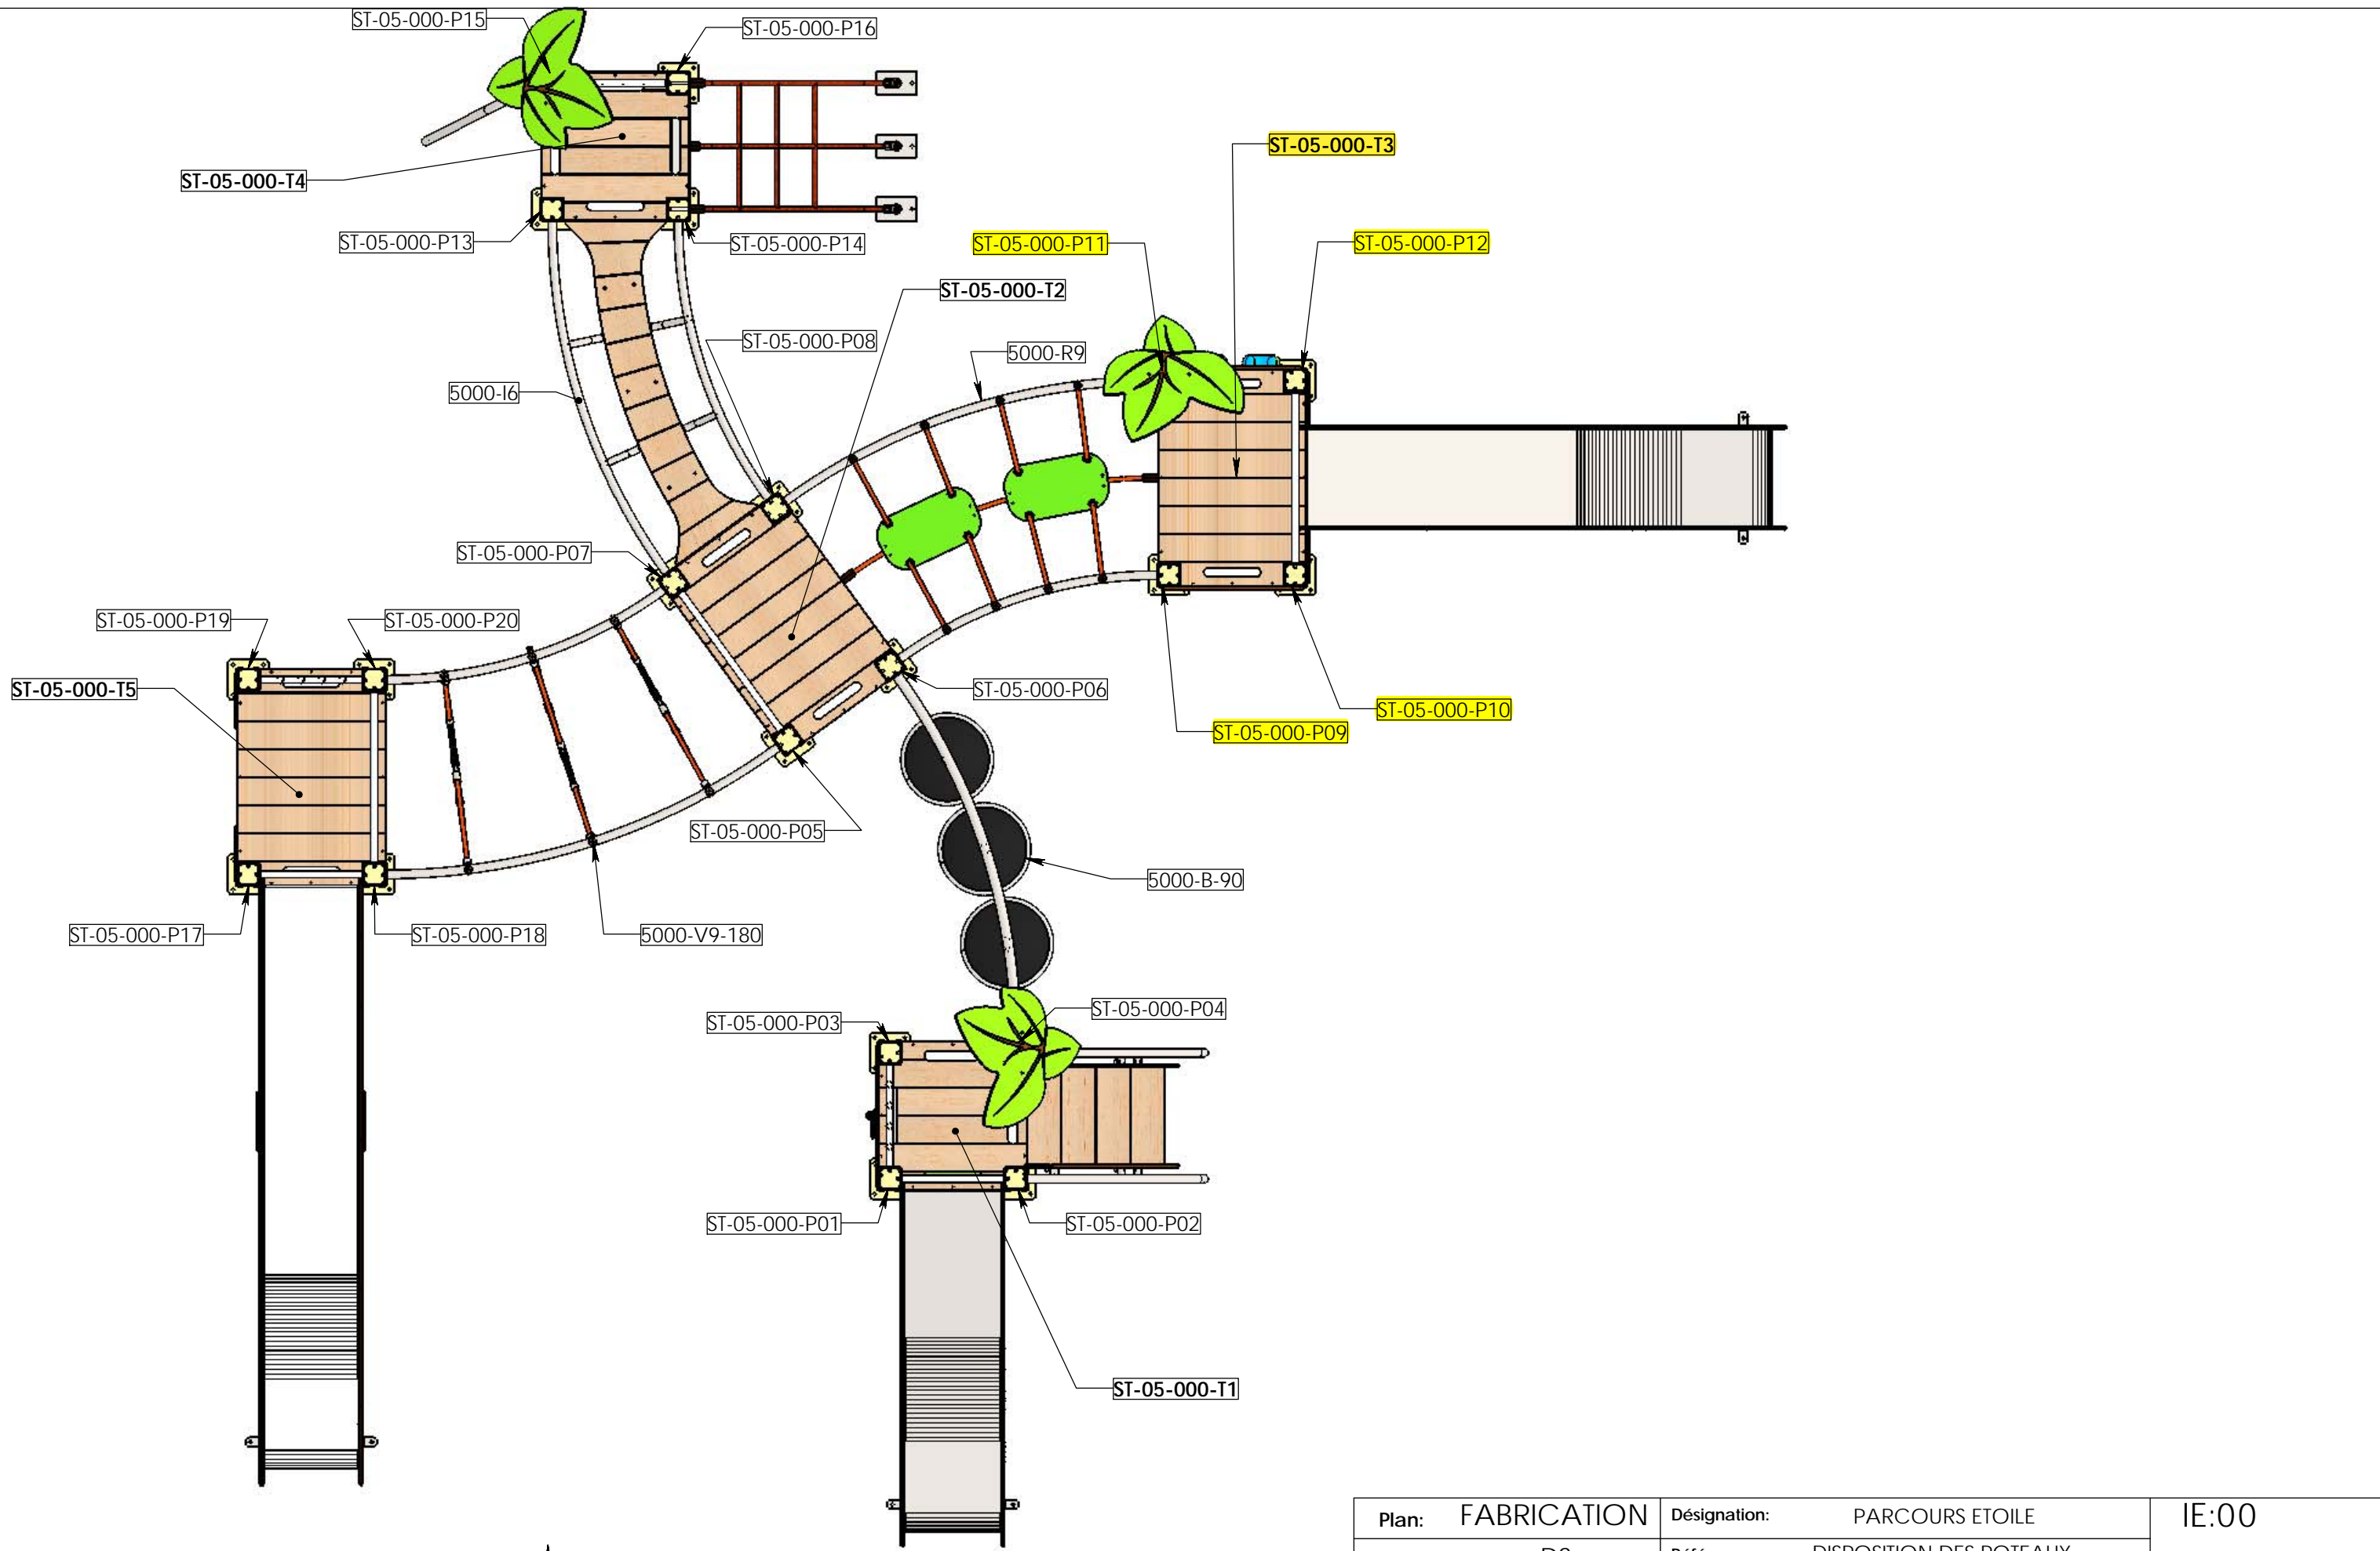 ST-05-000-P15
ST-05-000-P16
ST-05-000-T3
ST-05-000-T4
ST-05-000-P13
ST-05-000-P14
ST-05-000-P11
ST-05-000-P12
ST-05-000-T2
ST-05-000-P08
5000-R9
5000-I6
ST-05-000-P07
ST-05-000-P19
ST-05-000-P20
ST-05-000-T5
ST-05-000-P06
ST-05-000-P10
ST-05-000-P09
ST-05-000-P05
5000-B-90
ST-05-000-P17
ST-05-000-P18
5000-V9-180
ST-05-000-P03
ST-05-000-P04
ST-05-000-P01
ST-05-000-P02
ST-05-000-T1
Plan: FABRICATION Désignation: PARCOURS ETOILE IE:00
DISPOSITION DES POTEAUX